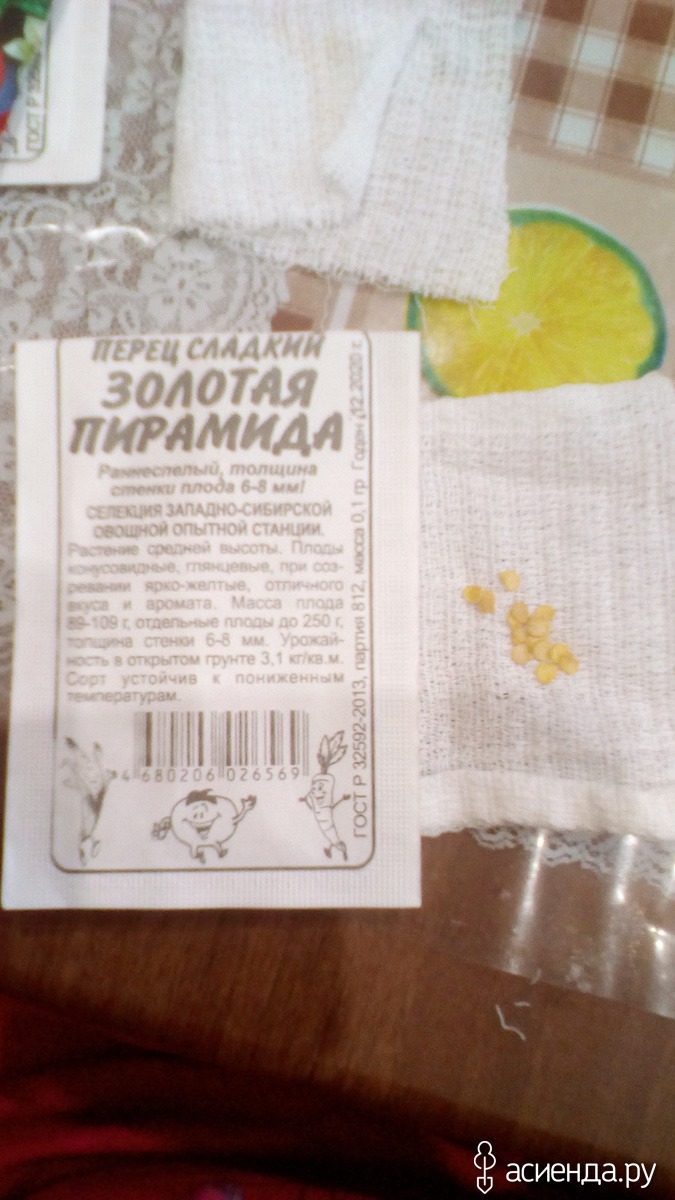 ГОСТ Р 325
ПЕРЕЦ СЛАДКИЙ
ЗОЛОТАЯ
ПИРАМИДА
Раннеспелый, толщина
стенки плода 6-8 мм!
СЕЛЕКЦИЯ ЗАПАДНО-СИБИРСКОЙ
ОВОЩНОЙ ОПЫТНОЙ СТАНЦИИ.
Растение средней высоты. Плоды
конусовидные, глянцевые, при соз-
ревании ярко-желтые, отличного
вкуса и аромата. Масса плода
89-109 г, отдельные плоды до 250 г,
толщина стенки 6-8 мм. Урожай-
ность в открытом грунте 3,1 кг/кв.м.
Сорт устойчив к пониженным
температурам.
4 680206 026569
ГОСТ Р 32592-2013, партия 812, масса 0,1 гр Годен 12.2020 г.
асиенда.ру